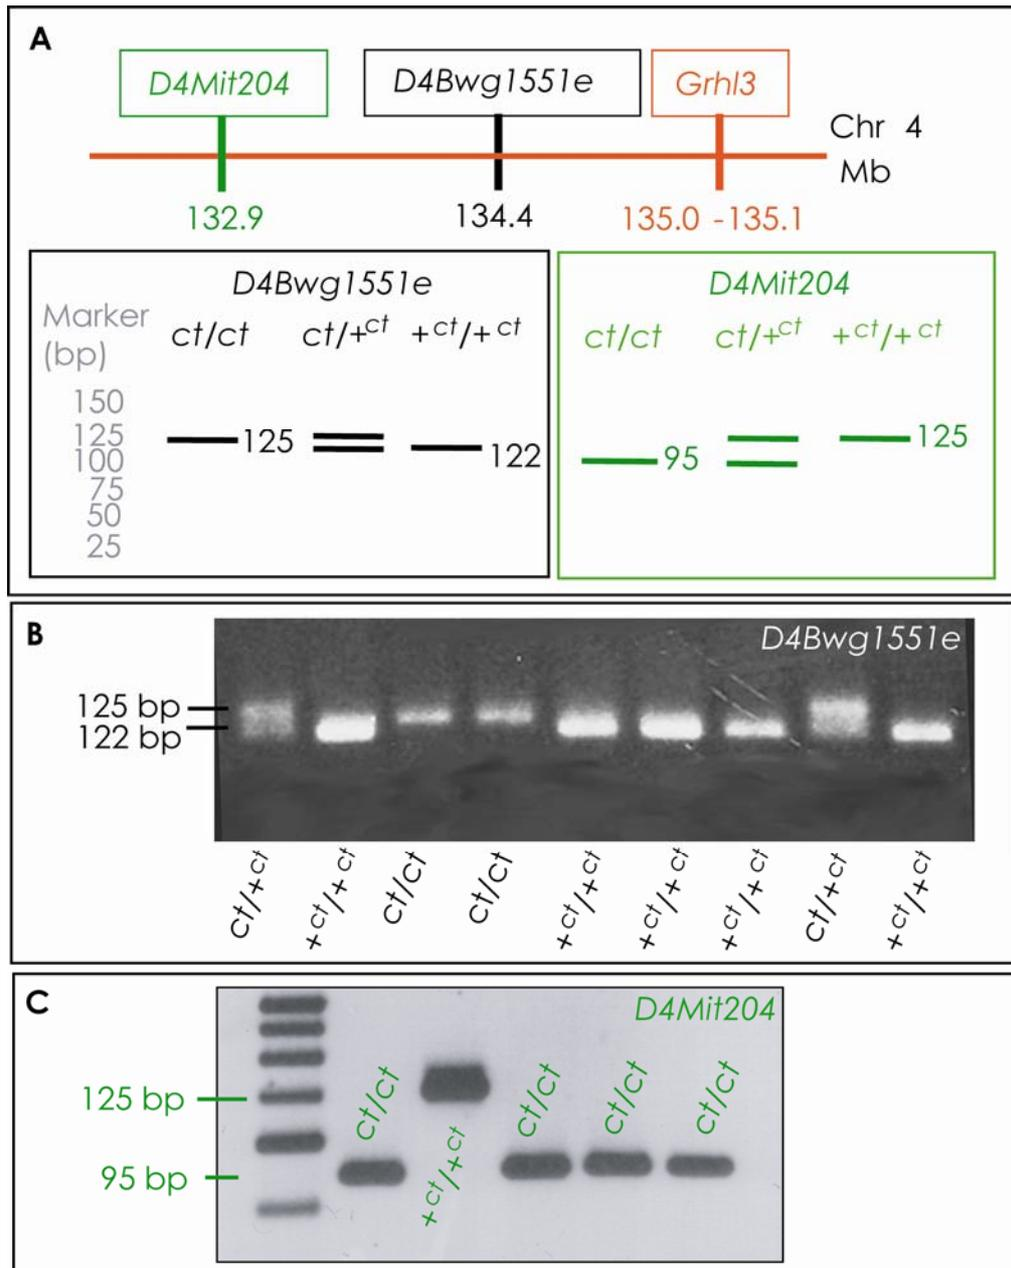 A
D4Mit204 D4Bwg1551e Grhl3
Chr 4
Mb
132.9 134.4 135.0 -135.1
D4Bwg1551e
Marker
(bp)
ct/ct ct/+ct +ct/+ct
150
125
100
75
50
25
125
122
D4Mit204
ct/ct ct/+ct +ct/+ct
125
95
B
D4Bwg1551e
125 bp
122 bp
ct/+ct +ct/+ct ct/ct ct/ct +ct/+ct +ct/+ct +ct/+ct ct/+ct +ct/+ct
C
D4Mit204
125 bp
95 bp
ct/ct +ct/+ct ct/ct ct/ct ct/ct